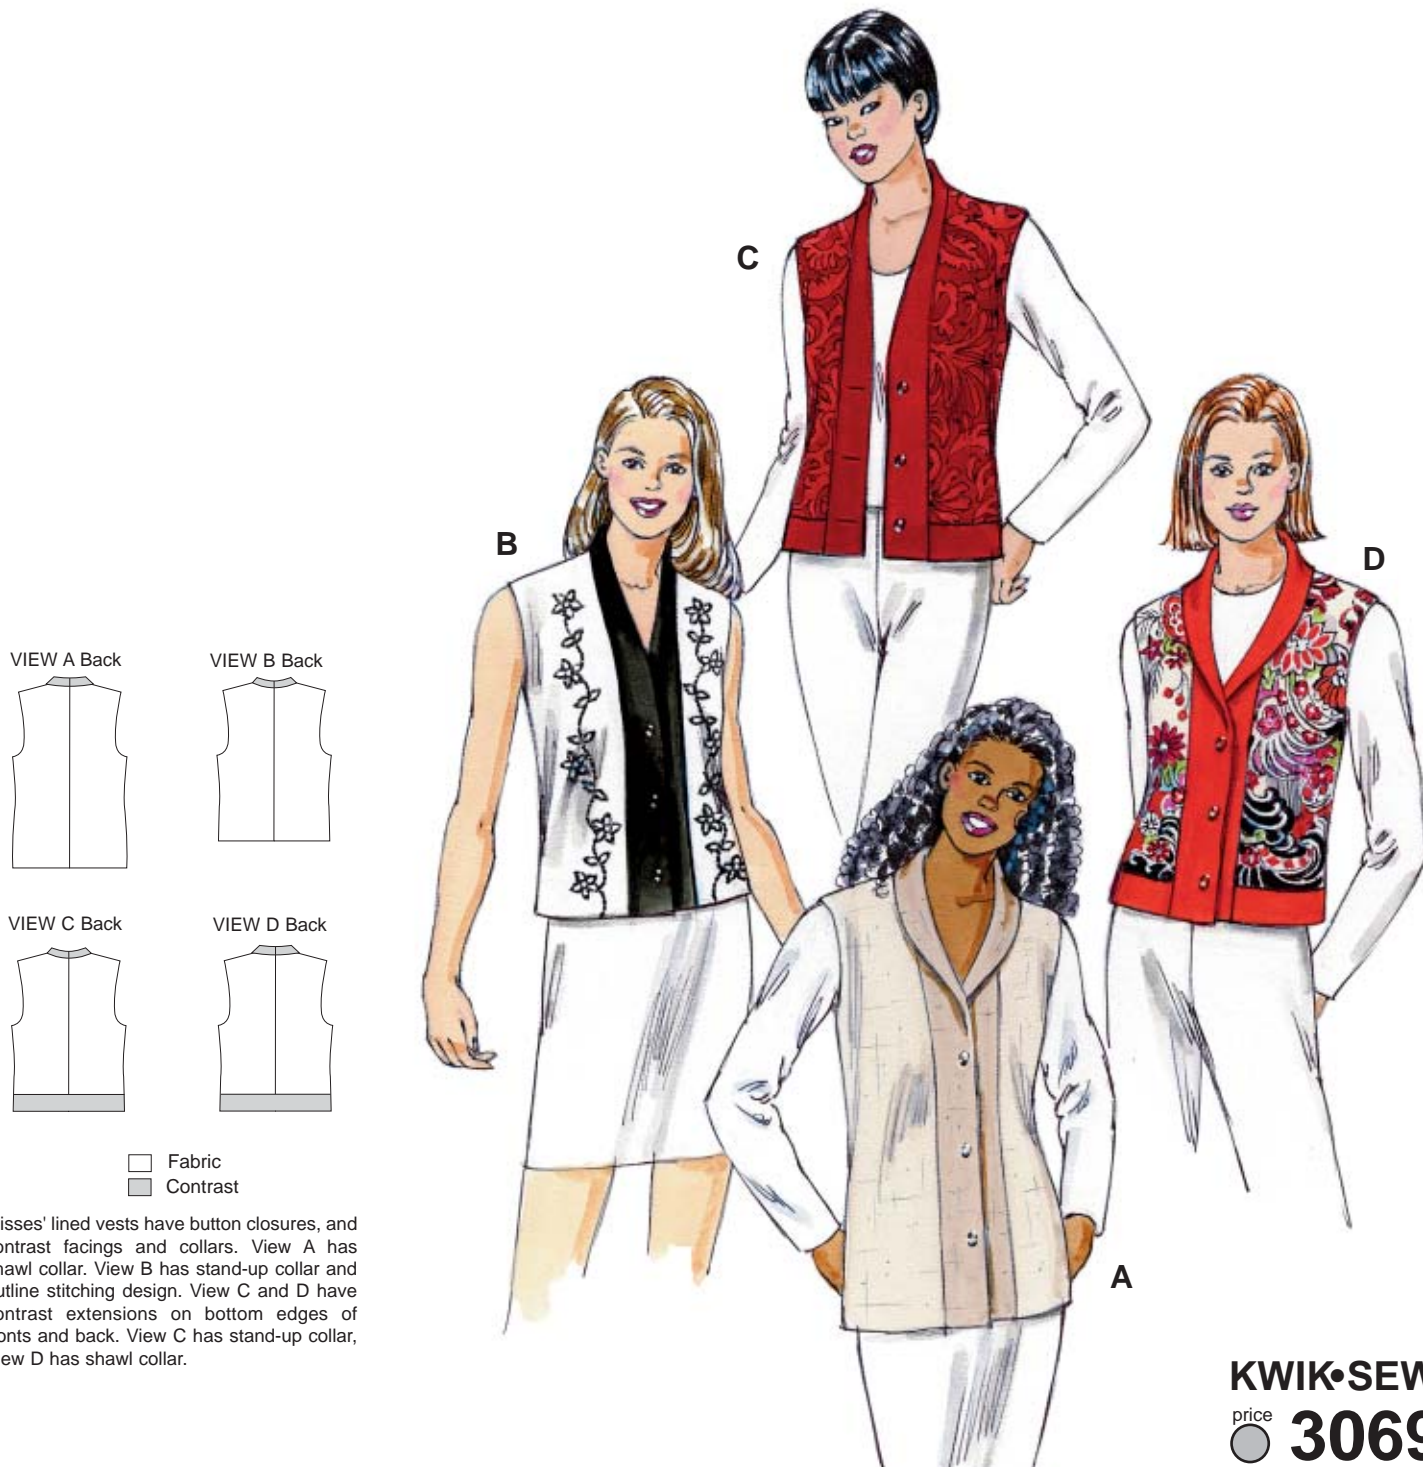 C
B
D
VIEW A Back
VIEW B Back
VIEW C Back
VIEW D Back
Fabric
Contrast
isses' lined vests have button closures, and
ontrast facings and collars. View A has
hawl collar. View B has stand-up collar and
utline stitching design. View C and D have
ontrast extensions on bottom edges of
onts and back. View C has stand-up collar,
iew D has shawl collar.
A
KWIK•SEW
price
3069